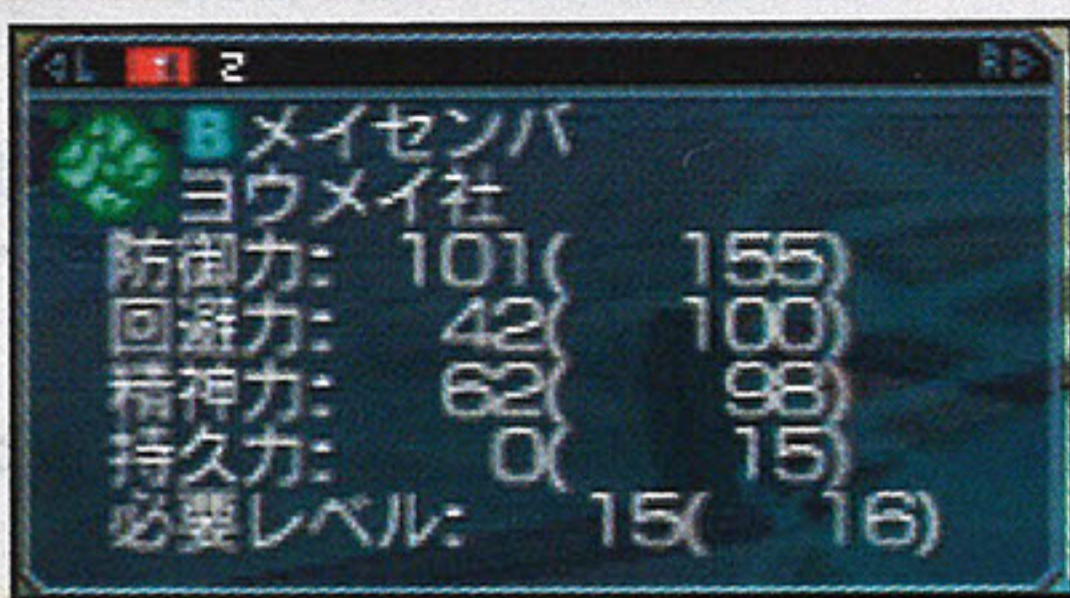 ◁L 1 2 R▷
B メイセンバ
ヨウメイ社
防御力: 101( 155)
回避力: 42( 100)
精神力: 62( 98)
持久力: 0( 15)
必要レベル: 15( 16)